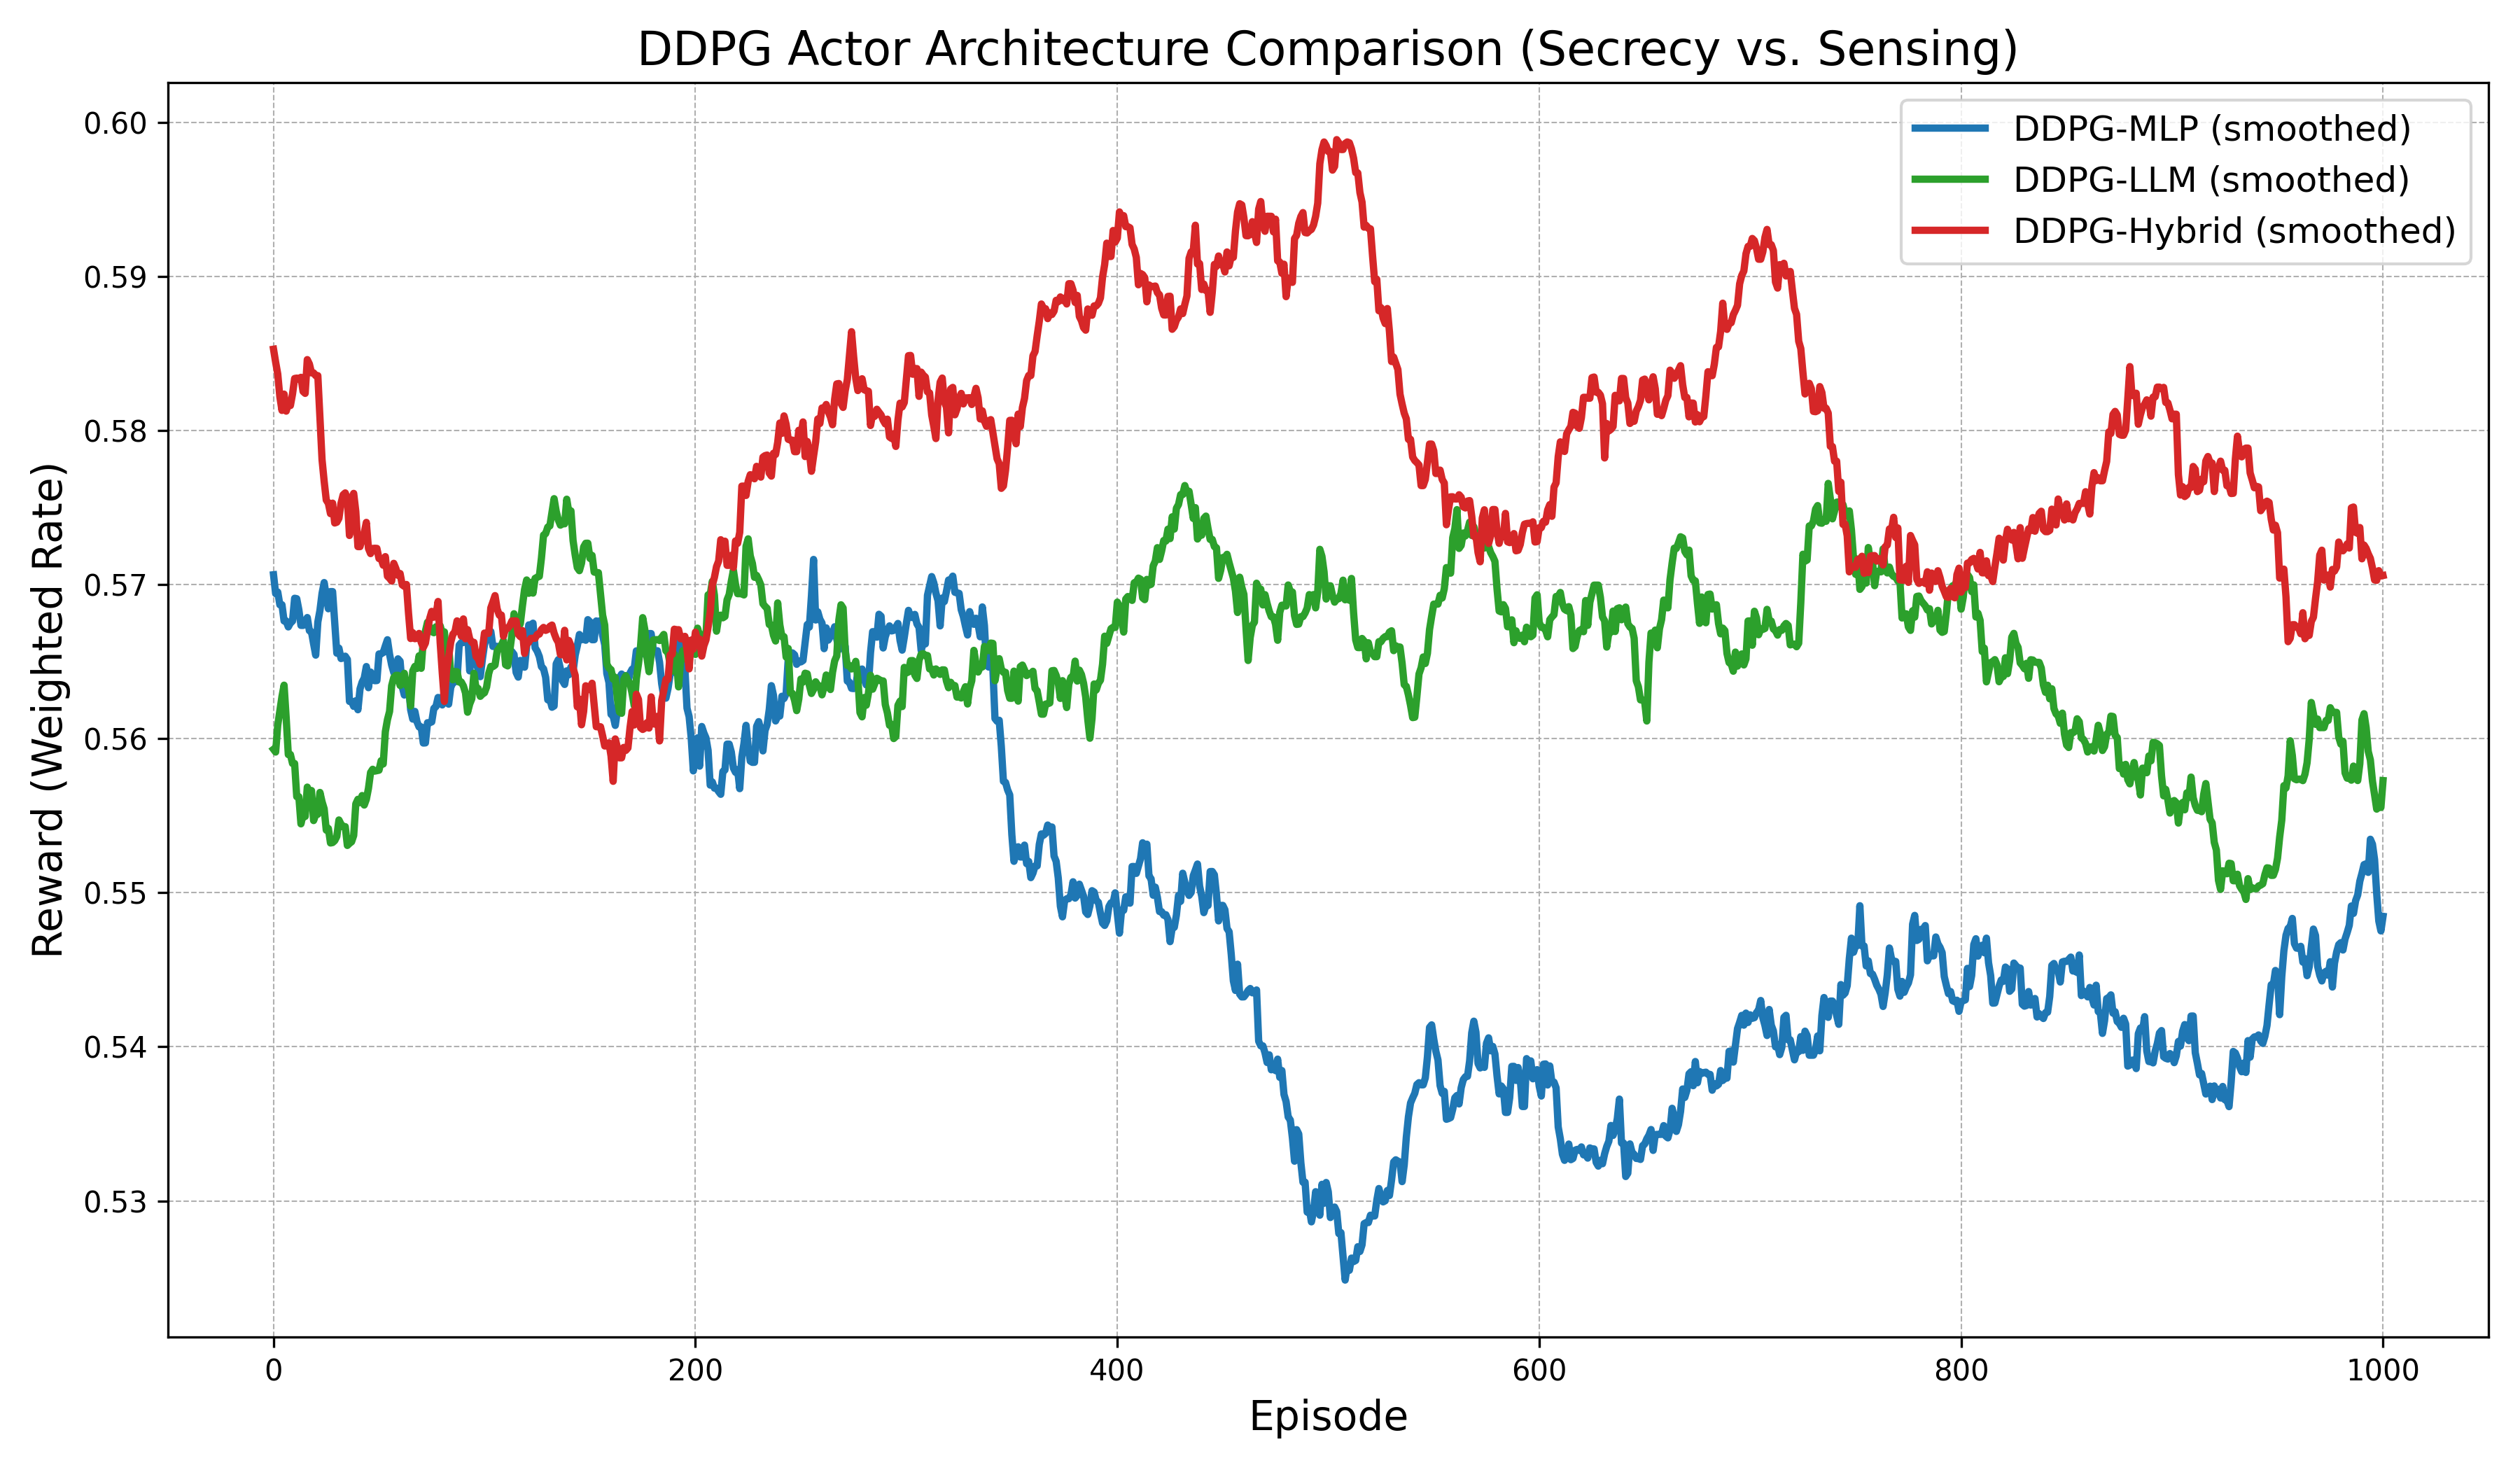 DDPG Actor Architecture Comparison (Secrecy vs. Sensing)
DDPG-MLP (smoothed)
DDPG-LLM (smoothed)
DDPG-Hybrid (smoothed)
Reward (Weighted Rate)
0.60
0.59
0.58
0.57
0.56
0.55
0.54
0.53
0 200 400 600 800 1000
Episode